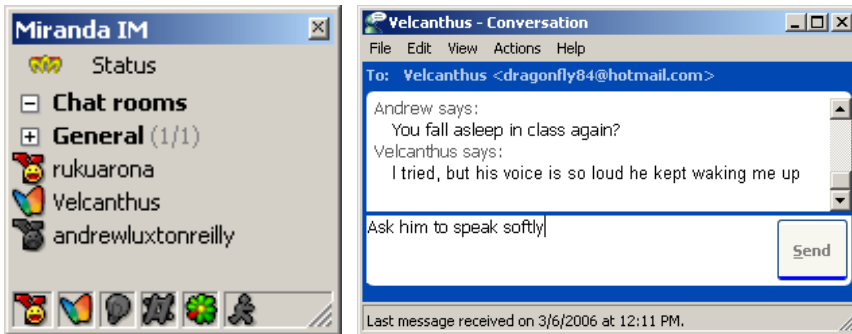 Miranda IM
Status
Chat rooms
General (1/1)
rukuarona
Velcanthus
andrewluxtonreilly
Velcanthus - Conversation
File Edit View Actions Help
To: Velcanthus <dragonfly84@hotmail.com>
Andrew says:
You fall asleep in class again?
Velcanthus says:
I tried, but his voice is so loud he kept waking me up
Ask him to speak softly
Send
Last message received on 3/6/2006 at 12:11 PM.